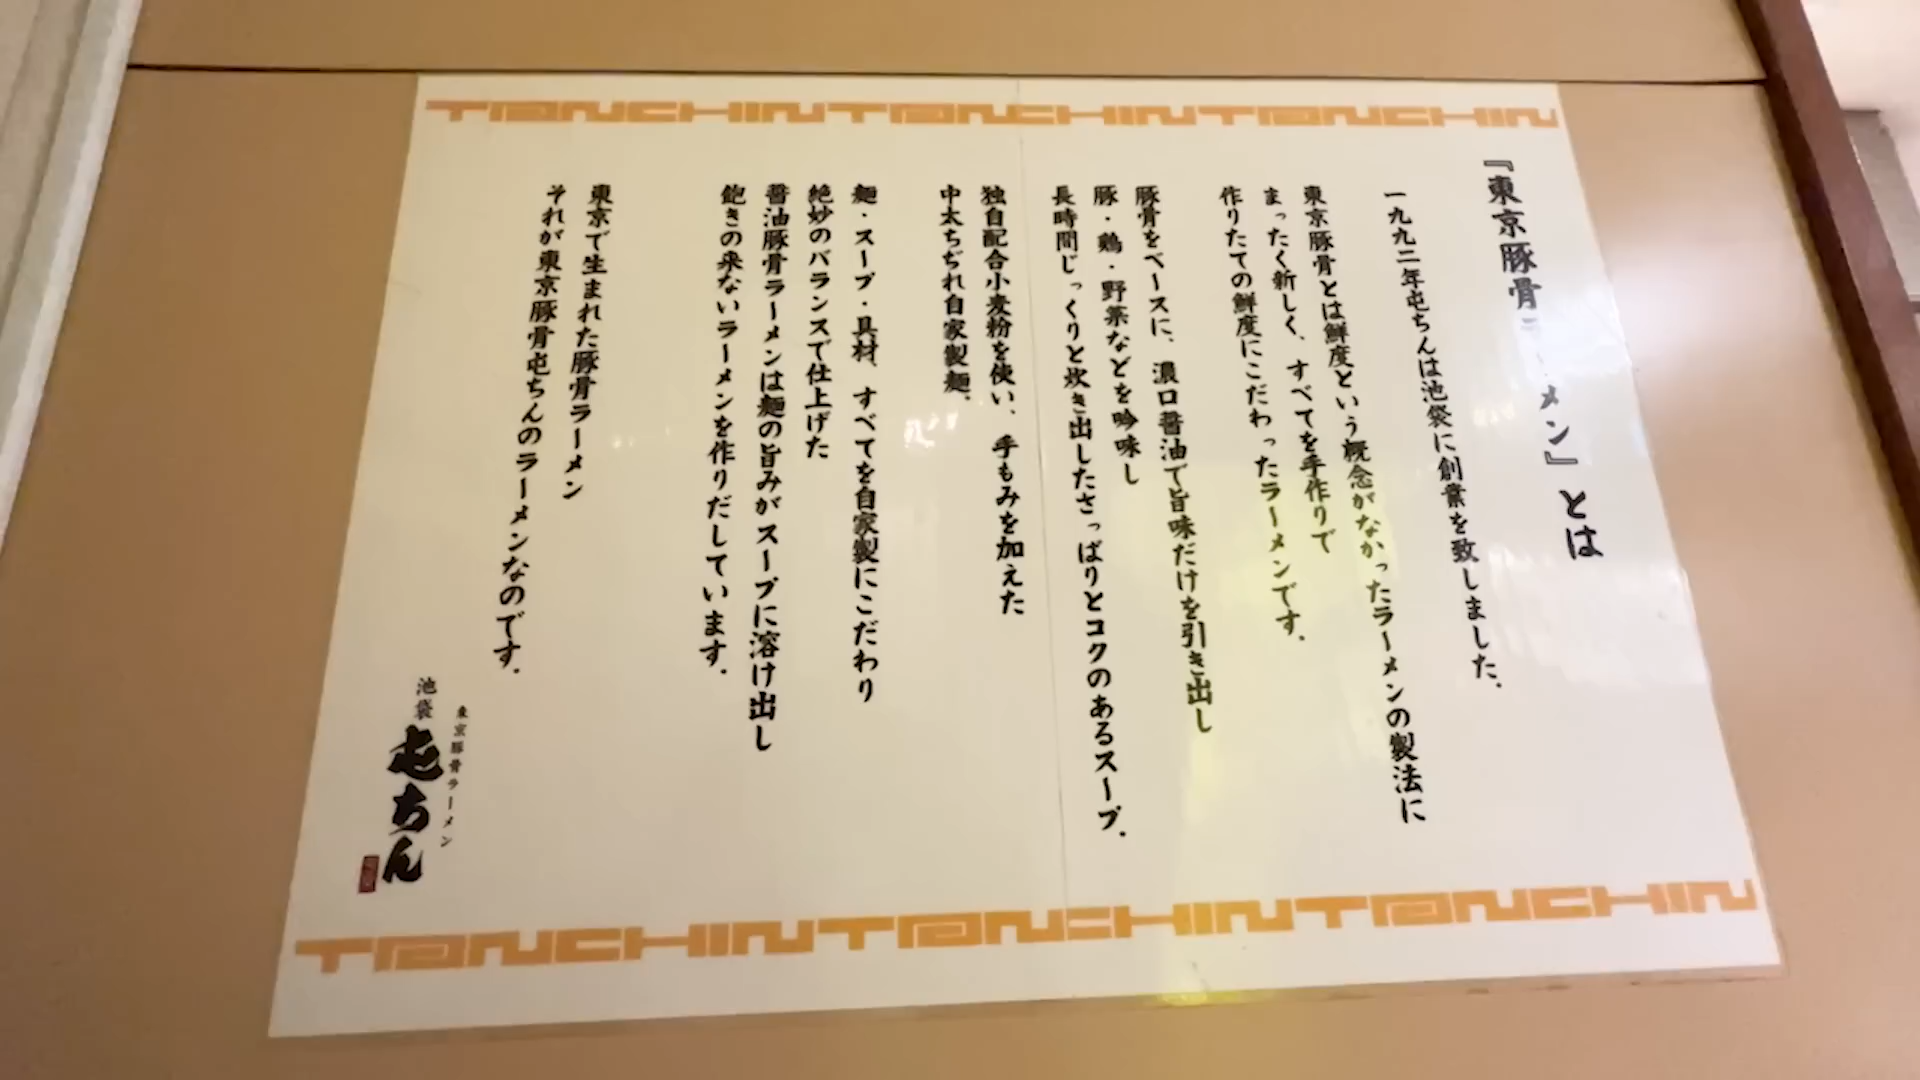 TONCHINTONCHINTONCHIN
『東京豚骨ラーメン』とは
一九九二年屯ちんは池袋に創業を致しました。
東京豚骨とは鮮度という概念がなかったラーメンの製法に
まったく新しく、すべてを手作りで
作りたての鮮度にこだわったラーメンです。
豚骨をベースに、濃口醤油で旨味だけを引き出し
豚・鶏・野菜などを吟味し
長時間じっくりと炊き出したさっぱりとコクのあるスープ。
独自配合小麦粉を使い、手もみを加えた
中太ちぢれ自家製麺。
麺・スープ・具材、すべてを自家製にこだわり
絶妙のバランスで仕上げた
醤油豚骨ラーメンは麺の旨みがスープに溶け出し
飽きの来ないラーメンを作りだしています。
東京で生まれた豚骨ラーメン
それが東京豚骨屯ちんのラーメンなのです。
東京豚骨ラーメン
池袋
屯ちん
TONCHINTONCHINTONCHIN